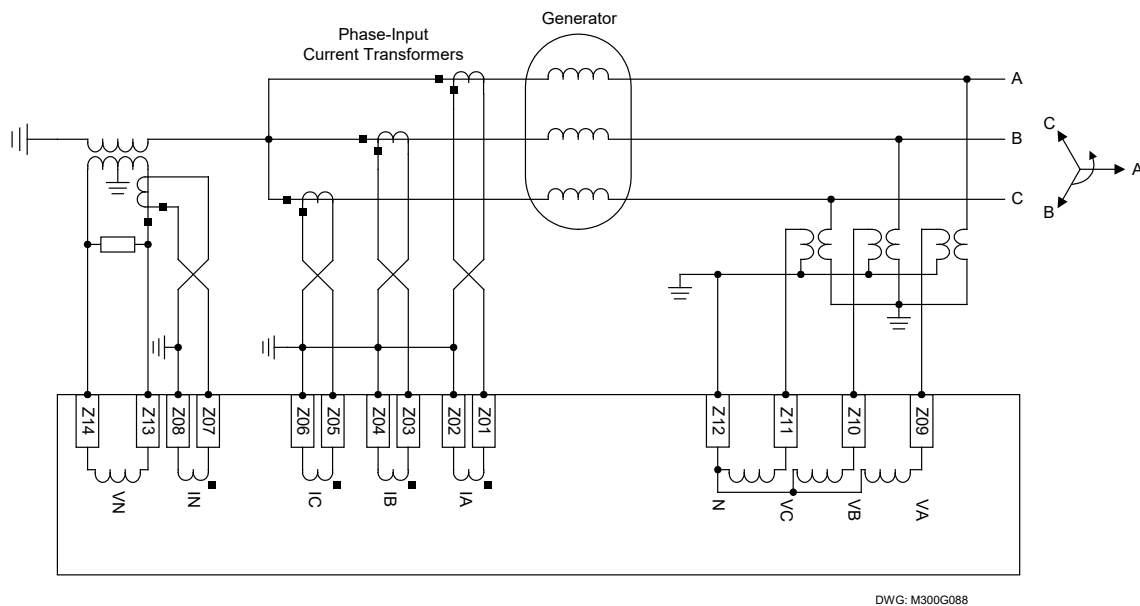 Generator
Phase-Input
Current Transformers
A
B
C
C
A
B
Z14
Z13
Z08
Z07
Z06
Z05
Z04
Z03
Z02
Z01
Z12
Z11
Z10
Z09
VN
IN
IC
IB
IA
N
VC
VB
VA
DWG: M300G088